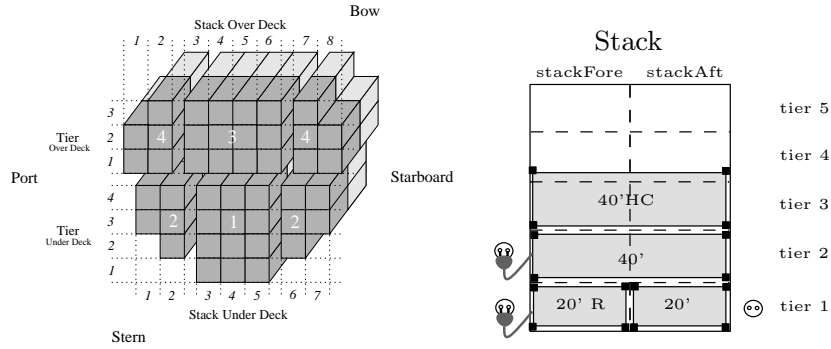 Bow
Stack Over Deck
1 2 3 4 5 6 7 8
3
Tier
Over Deck
2
1
4 3 4
Port
Starboard
4
Tier
Under Deck
3
2
1
2 1 2
1 2 3 4 5 6 7
Stack Under Deck
Stern
Stack
stackFore stackAft
tier 5
tier 4
40'HC tier 3
40' tier 2
20' R 20' tier 1